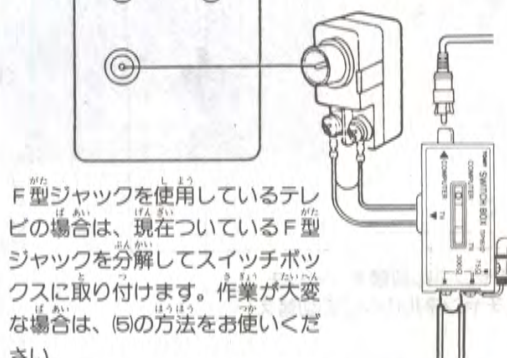 COMPUTER
TV
SWITCH BOX
COMPUTER
TV
75Ω
300Ω
F型ジャックを使用しているテレ
ビの場合は、現在ついているF型
ジャックを分解してスイッチボッ
クスに取り付けます。作業が大変
な場合は、(5)の方法をお使いくだ
さい